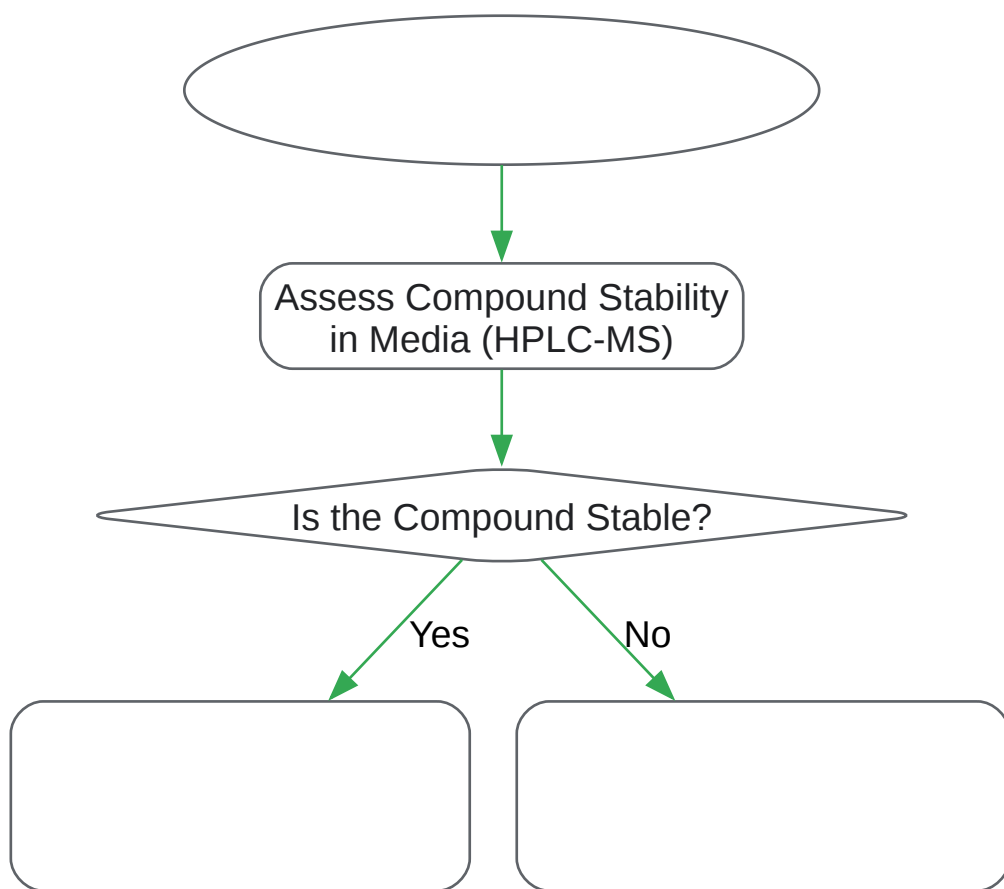 Assess Compound Stability
in Media (HPLC-MS)
Is the Compound Stable?
Yes
No